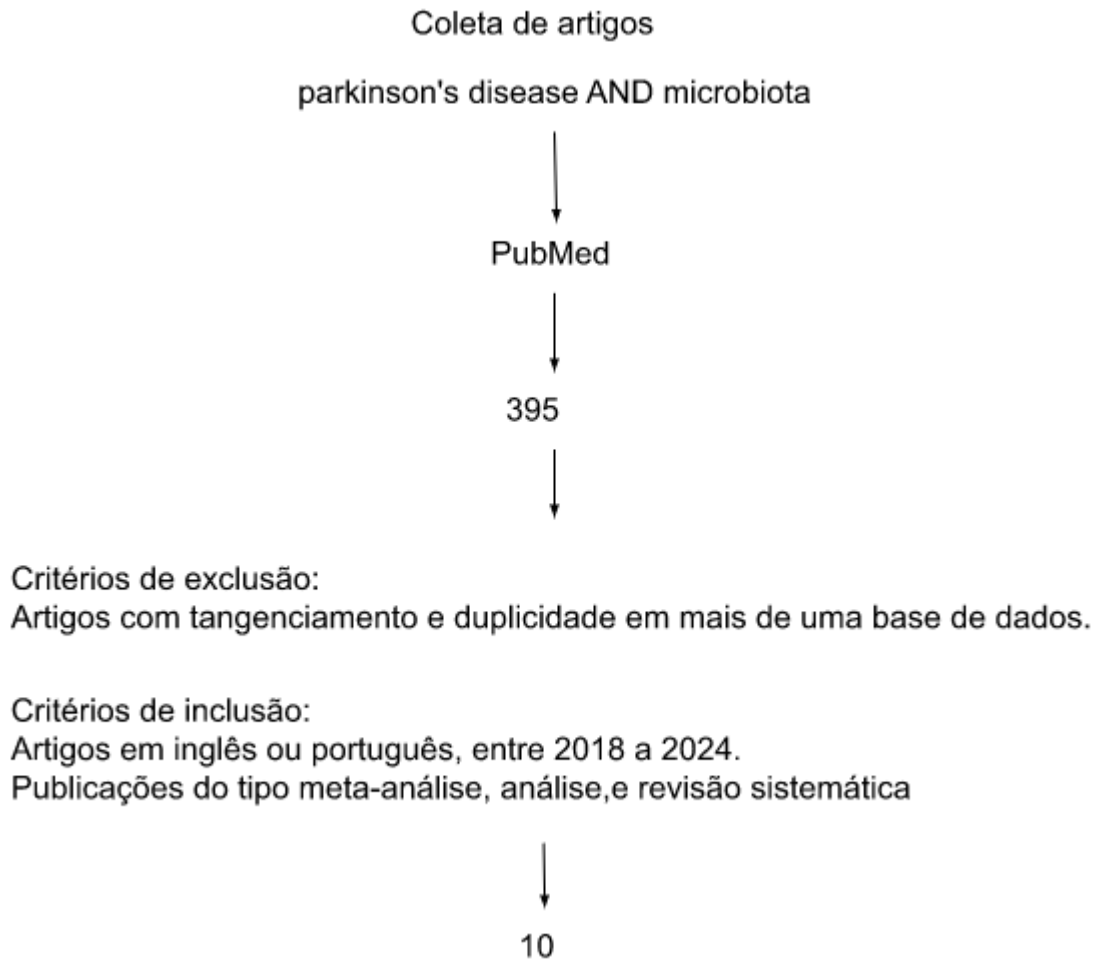 Coleta de artigos
parkinson's disease AND microbiota
PubMed
395
Critérios de exclusão:
Artigos com tangenciamento e duplicidade em mais de uma base de dados.
Critérios de inclusão:
Artigos em inglês ou português, entre 2018 a 2024.
Publicações do tipo meta-análise, análise,e revisão sistemática
10